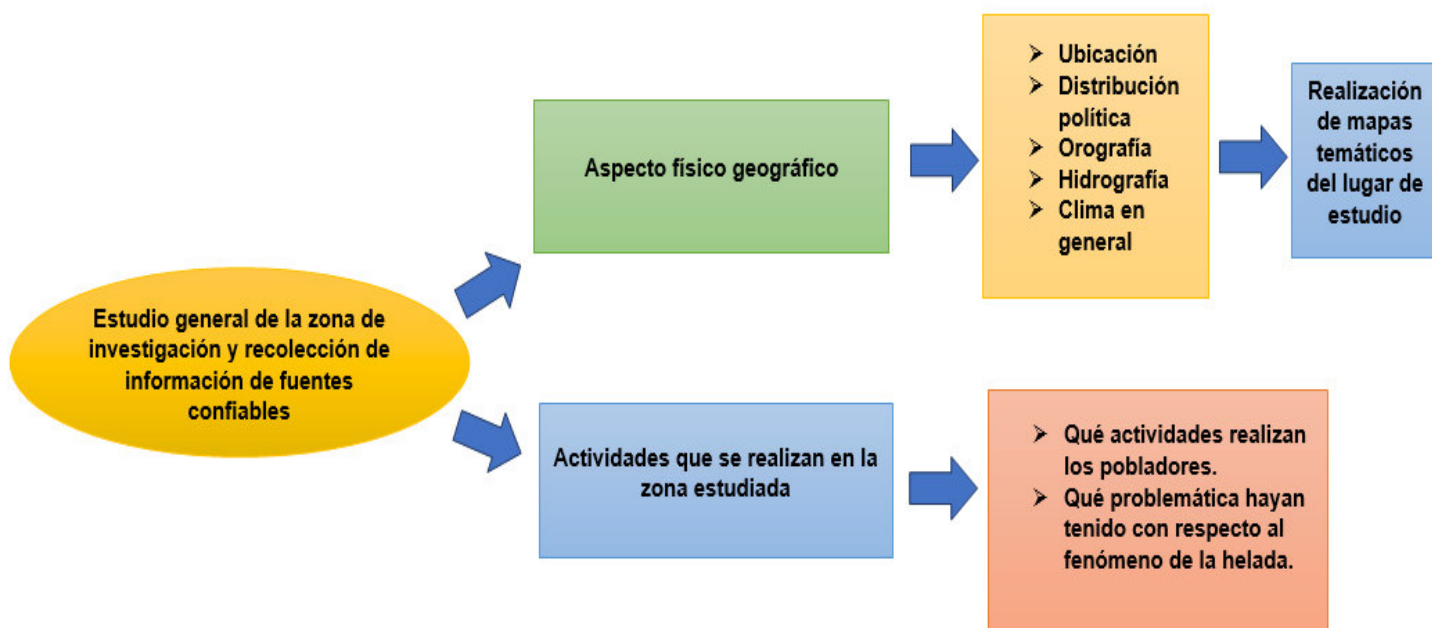 Estudio general de la zona de
investigación y recolección de
información de fuentes
confiables
Aspecto físico geográfico
➢ Ubicación
➢ Distribución
política
➢ Orografía
➢ Hidrografía
➢ Clima en
general
Realización
de mapas
temáticos
del lugar de
estudio
Actividades que se realizan en la
zona estudiada
➢ Qué actividades realizan
los pobladores.
➢ Qué problemática hayan
tenido con respecto al
fenómeno de la helada.